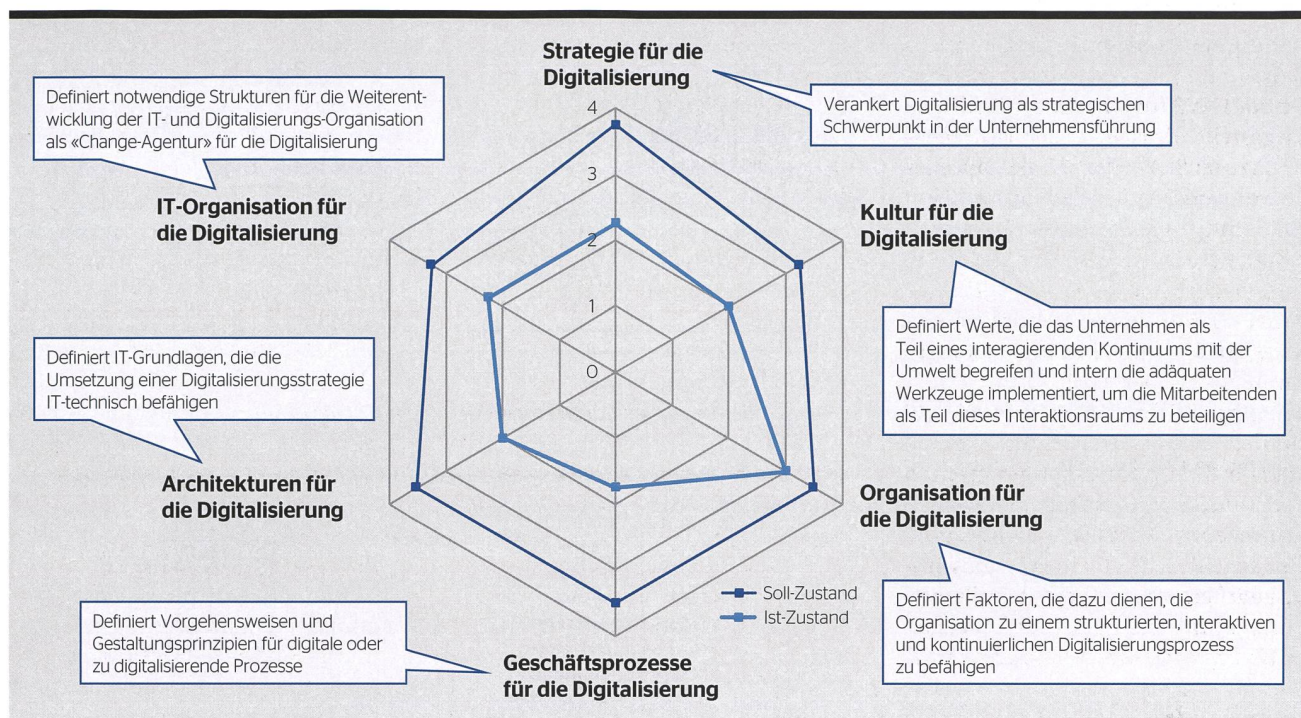 Strategie für die
Digitalisierung
Definiert notwendige Strukturen für die Weiterent-
wicklung der IT- und Digitalisierungs-Organisation
als «Change-Agentur» für die Digitalisierung
Verankert Digitalisierung als strategischen
Schwerpunkt in der Unternehmensführung
IT-Organisation für
die Digitalisierung
Kultur für die
Digitalisierung
Definiert Werte, die das Unternehmen als
Teil eines interagierenden Kontinuums mit der
Umwelt begreifen und intern die adäquaten
Werkzeuge implementiert, um die Mitarbeitenden
als Teil dieses Interaktionsraums zu beteiligen
4
3
2
1
0
Definiert IT-Grundlagen, die die
Umsetzung einer Digitalisierungsstrategie
IT-technisch befähigen
Architekturen für
die Digitalisierung
Organisation für
die Digitalisierung
Definiert Faktoren, die dazu dienen, die
Organisation zu einem strukturierten, interaktiven
und kontinuierlichen Digitalisierungsprozess
zu befähigen
Soll-Zustand
Ist-Zustand
Definiert Vorgehensweisen und
Gestaltungsprinzipien für digitale oder
zu digitalisierende Prozesse
Geschäftsprozesse
für die Digitalisierung